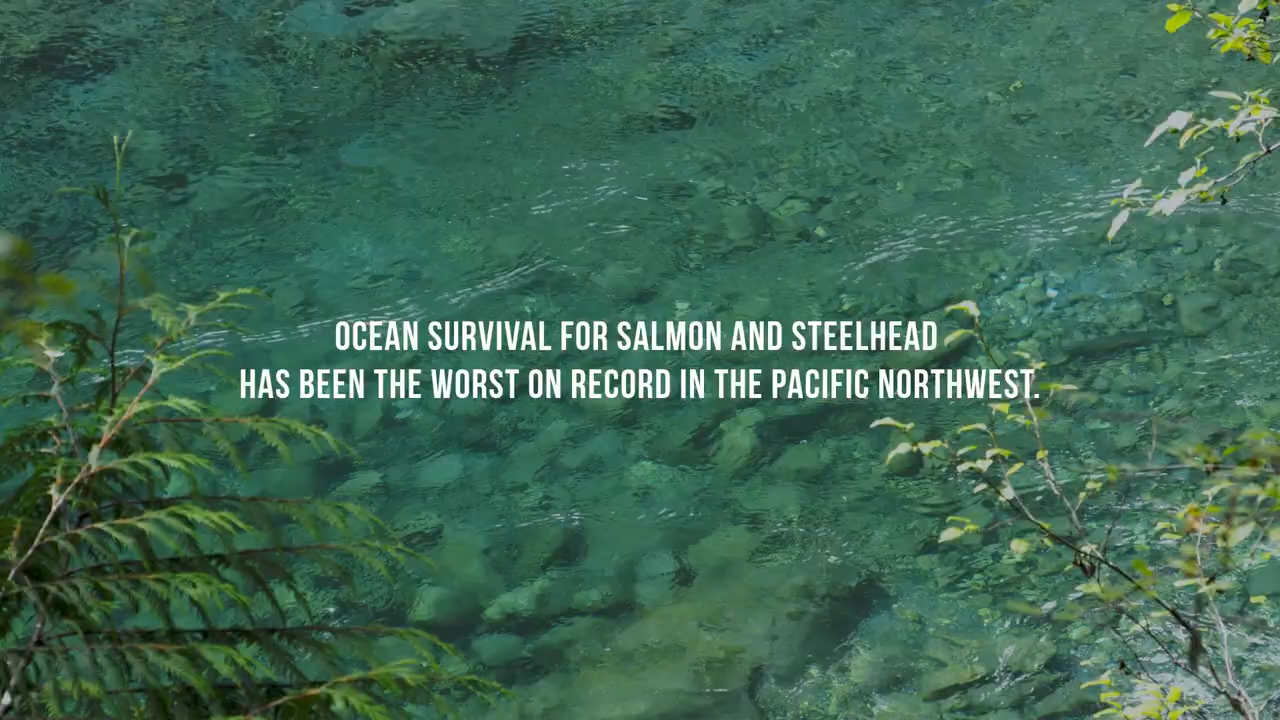 OCEAN SURVIVAL FOR SALMON AND STEELHEAD
HAS BEEN THE WORST ON RECORD IN THE PACIFIC NORTHWEST.